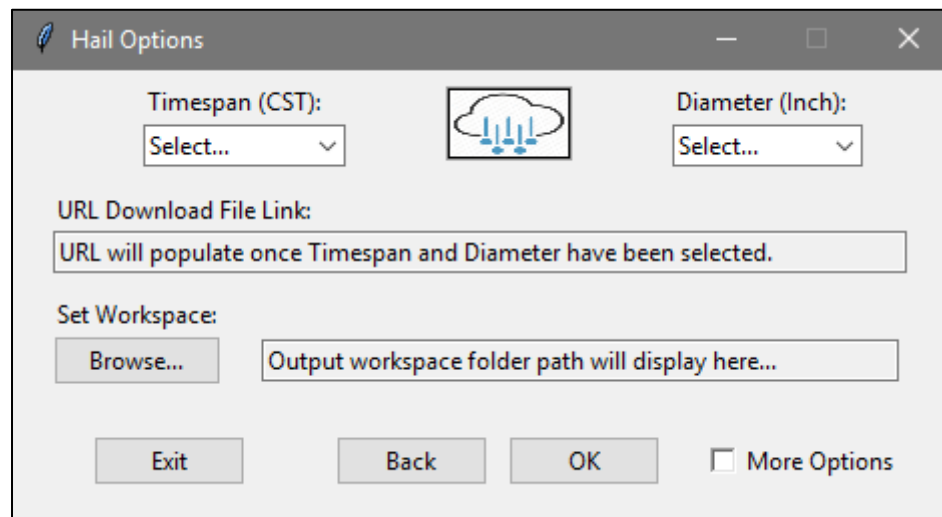 Hail Options
Timespan (CST):
Diameter (Inch):
Select...
Select...
URL Download File Link:
URL will populate once Timespan and Diameter have been selected.
Set Workspace:
Browse...
Output workspace folder path will display here...
Exit
Back
OK
More Options